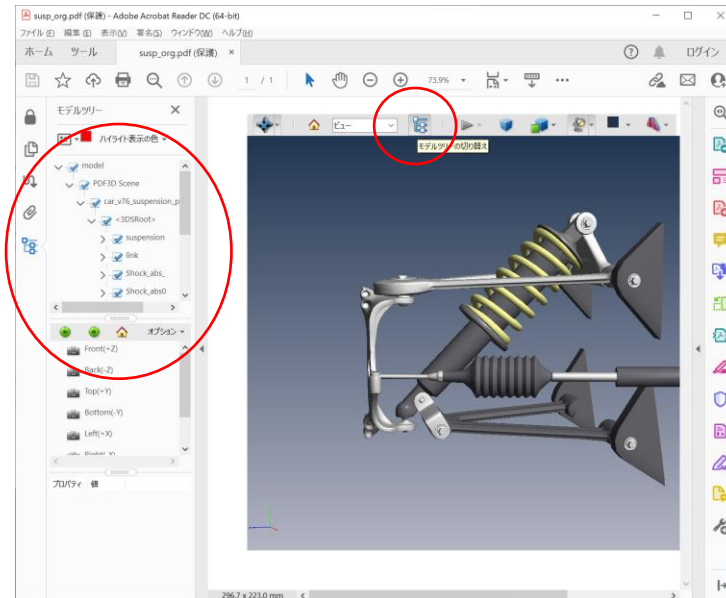 susp_org.pdf (保護) - Adobe Acrobat Reader DC (64-bit)
ファイル(F) 編集(E) 表示(V) 署名(S) ウィンドウ(W) ヘルプ(H)
ホーム ツール susp_org.pdf (保護) ×
ログイン
1 / 1 73.9%
モデルツリー
ハイライト表示の色
ビュー
モデルツリーの切り替え
model
PDF3D Scene
car_v76_suspension_p
<3DSRoot>
suspension
link
Shock_abs_
Shock_abs0
オプション
Front(+Z)
Back(-Z)
Top(+Y)
Bottom(-Y)
Left(+X)
Right(-X)
プロパティ 値
296.7 x 223.0 mm